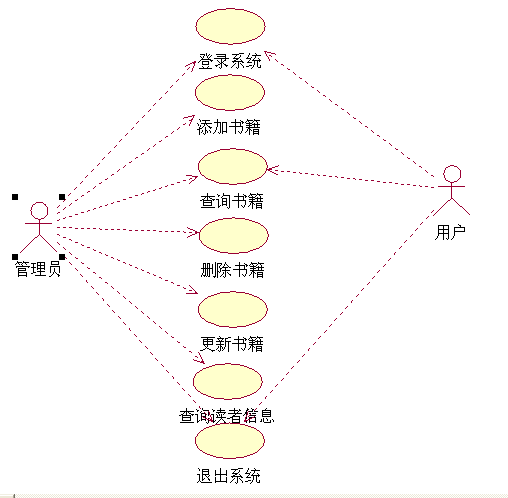 登录系统
添加书籍
查询书籍
用户
删除书籍
管理员
更新书籍
查询读者信息
退出系统